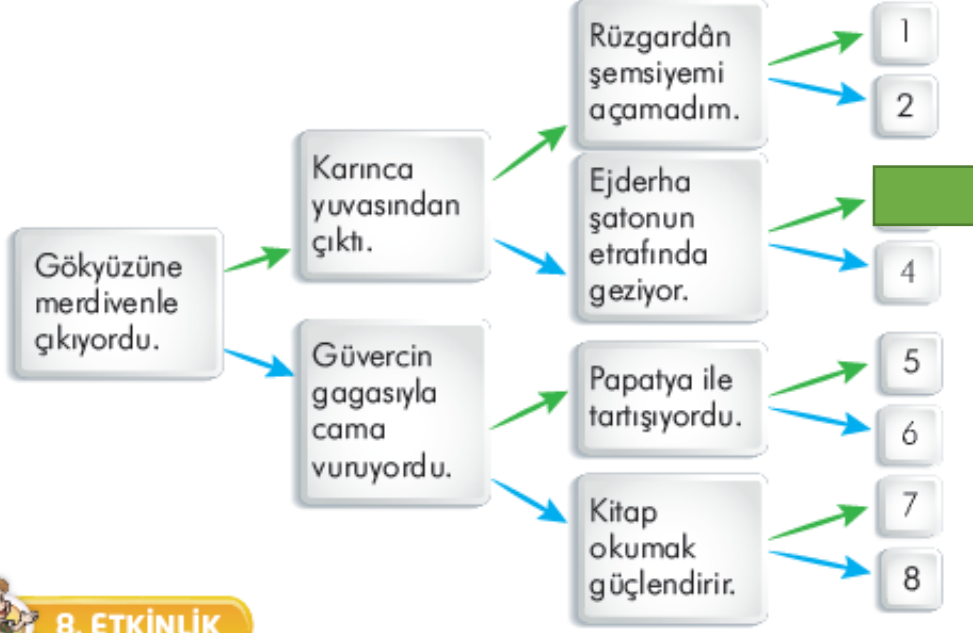 Gökyüzüne
merdivenle
çıkıyordu.
Karınca
yuvasından
çıktı.
Güvercin
gagasıyla
cama
vuruyordu.
Rüzgardân
şemsiyemi
açamadım.
Ejderha
şatonun
etrafında
geziyor.
Papatya ile
tartışıyordu.
Kitap
okumak
güçlendirir.
1
2
4
5
6
7
8
8. ETKİNLİK